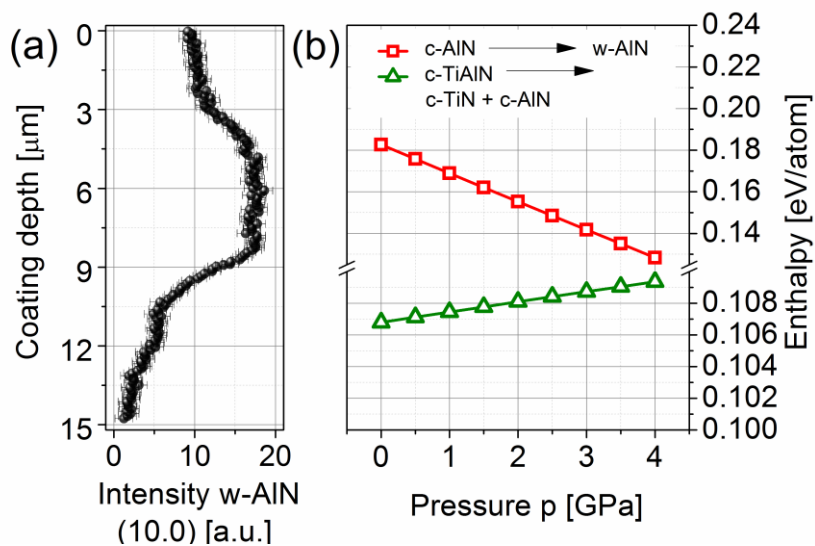 (a)
0
3
6
9
12
15
Coating depth [μm]
0 10 20
Intensity w-AlN
(10.0) [a.u.]
(b)
c-AlN w-AlN
c-TiAlN
c-TiN + c-AlN
0.24
0.22
0.20
0.18
0.16
0.14
0.108
0.106
0.104
0.102
0.100
Enthalpy [eV/atom]
0 1 2 3 4
Pressure p [GPa]